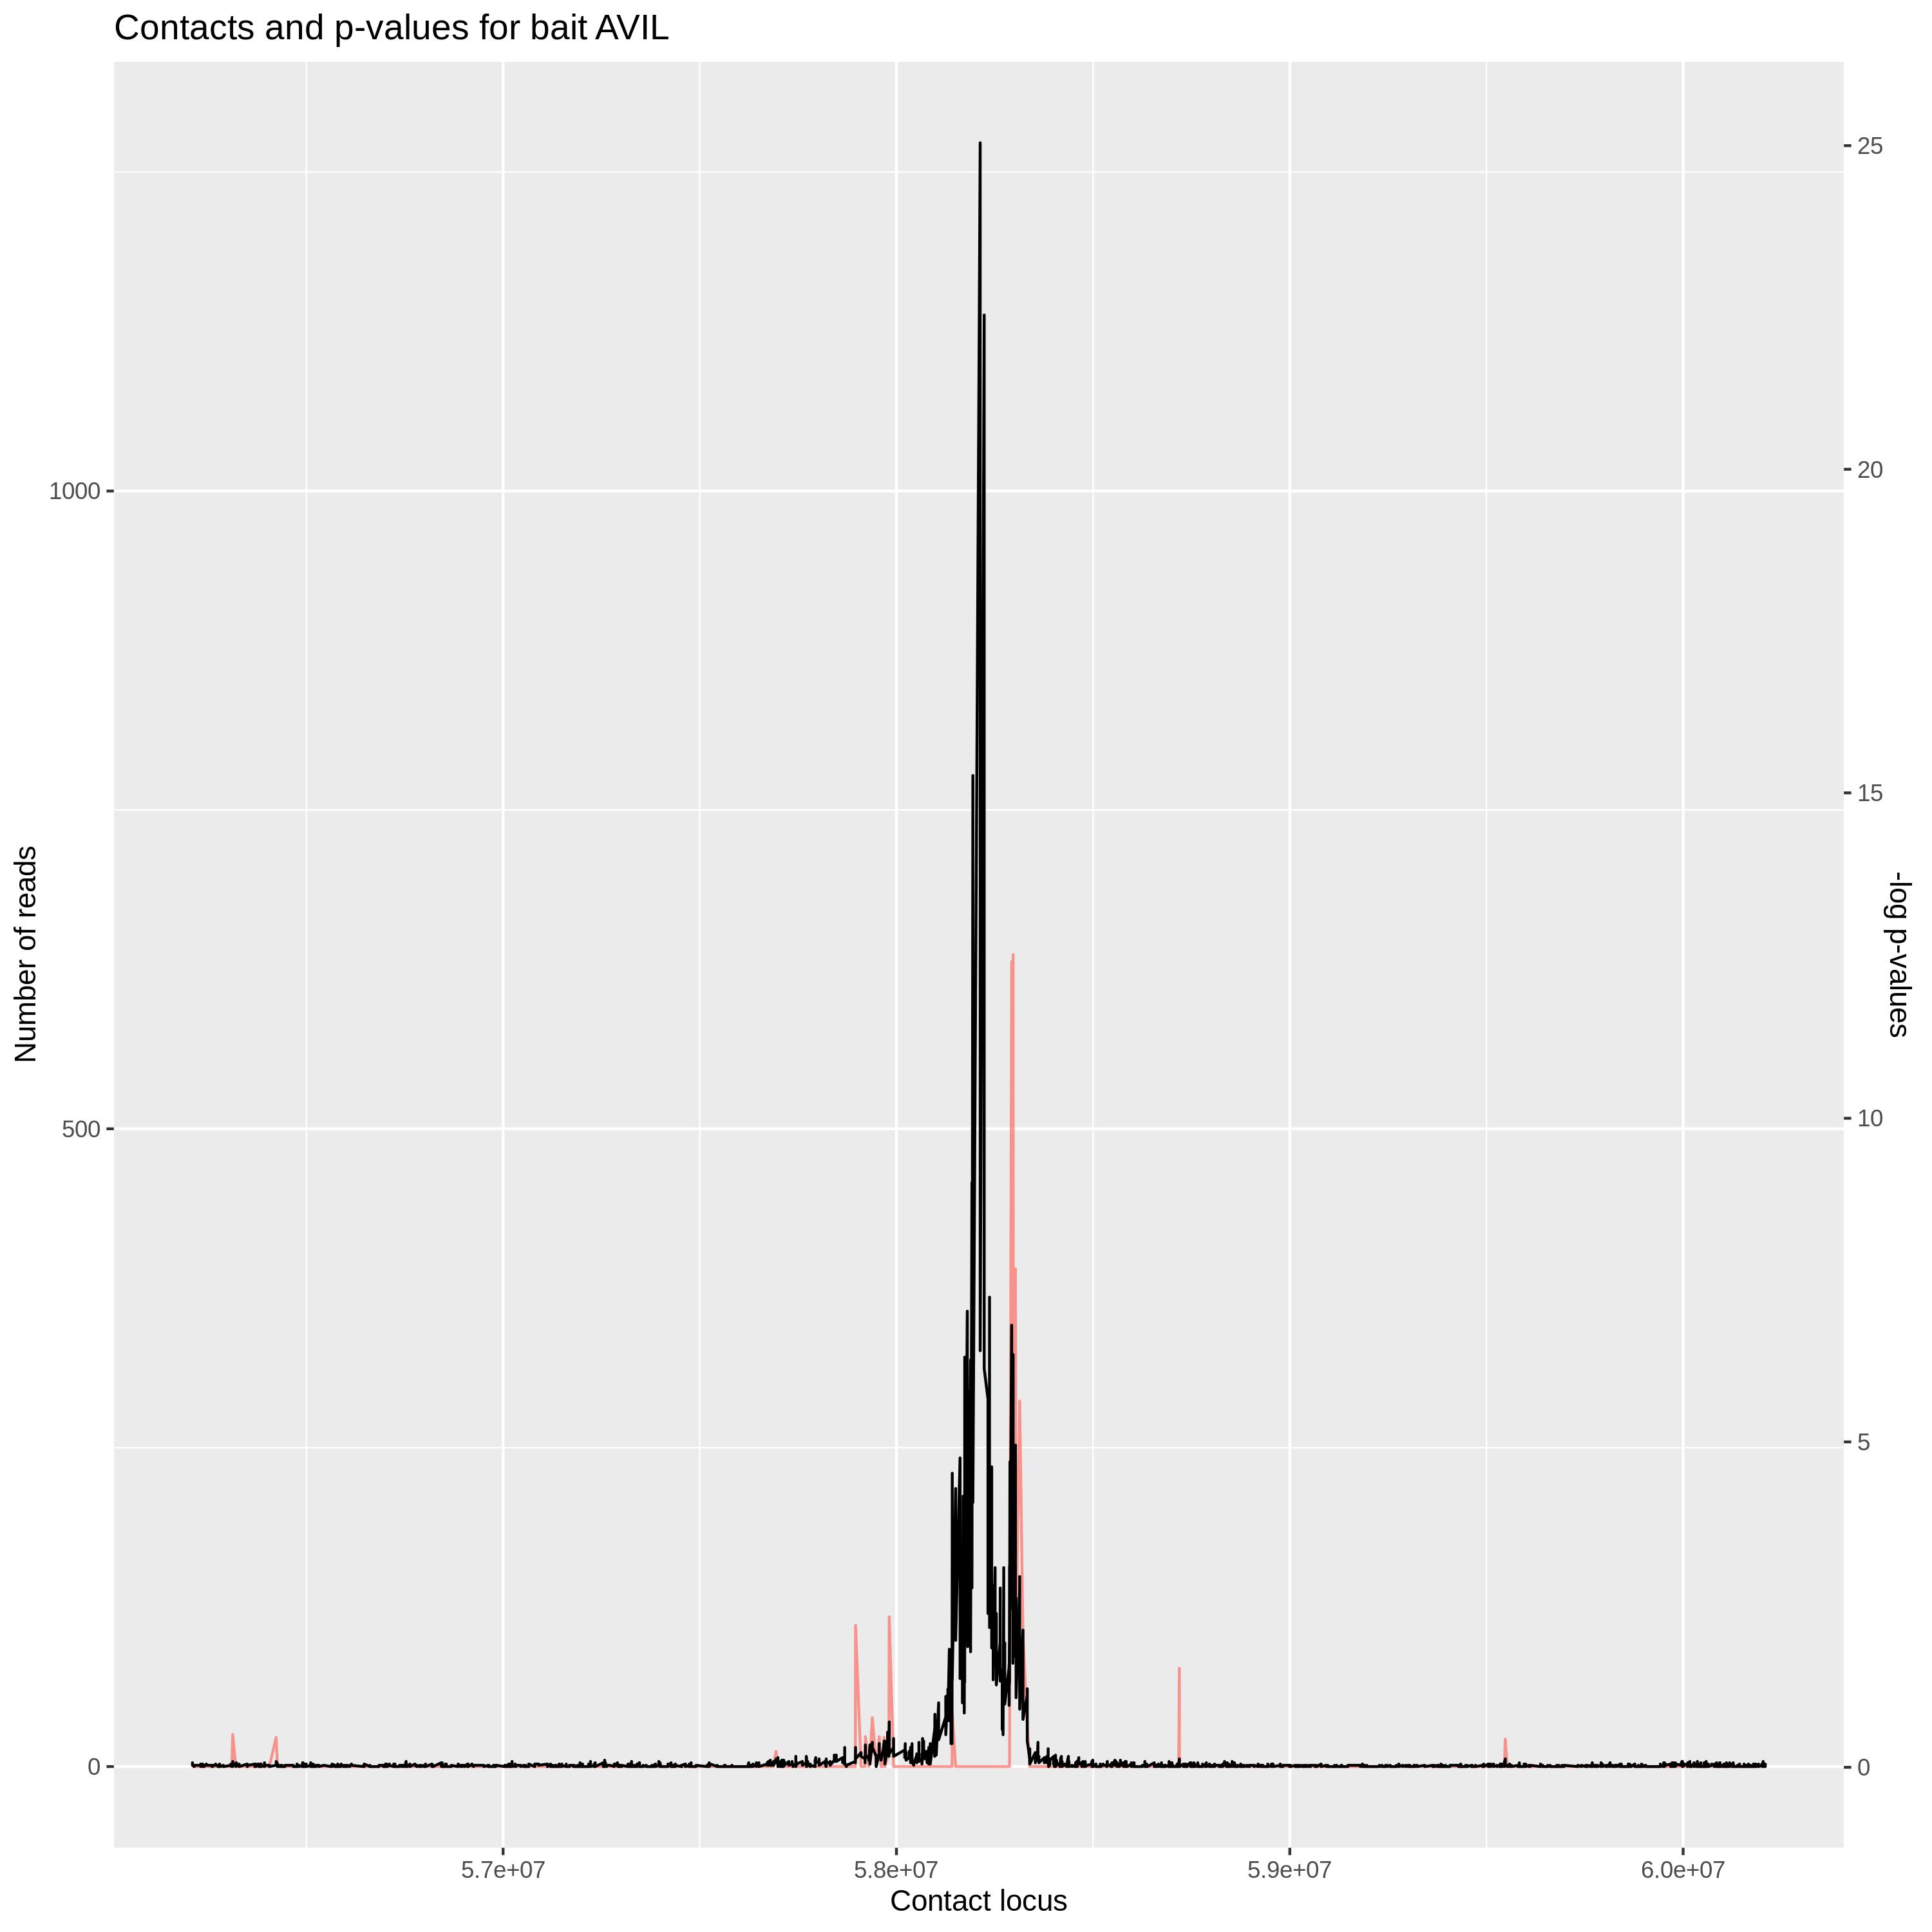 Contacts and p-values for bait AVIL
Number of reads
1000
500
0
25
20
15
10
5
0
-log p-values
5.7e+07
5.8e+07
5.9e+07
6.0e+07
Contact locus